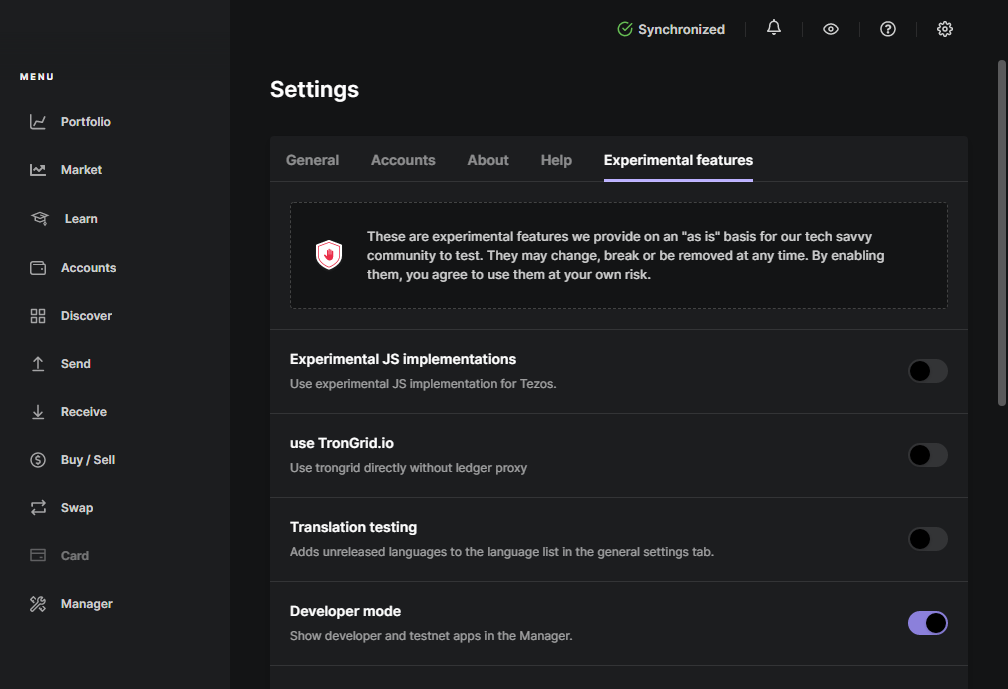 Synchronized
MENU
Portfolio
Market
Learn
Accounts
Discover
Send
Receive
Buy / Sell
Swap
Card
Manager
Settings
General
Accounts
About
Help
Experimental features
These are experimental features we provide on an "as is" basis for our tech savvy
community to test. They may change, break or be removed at any time. By enabling
them, you agree to use them at your own risk.
Experimental JS implementations
Use experimental JS implementation for Tezos.
use TronGrid.io
Use trongrid directly without ledger proxy
Translation testing
Adds unreleased languages to the language list in the general settings tab.
Developer mode
Show developer and testnet apps in the Manager.